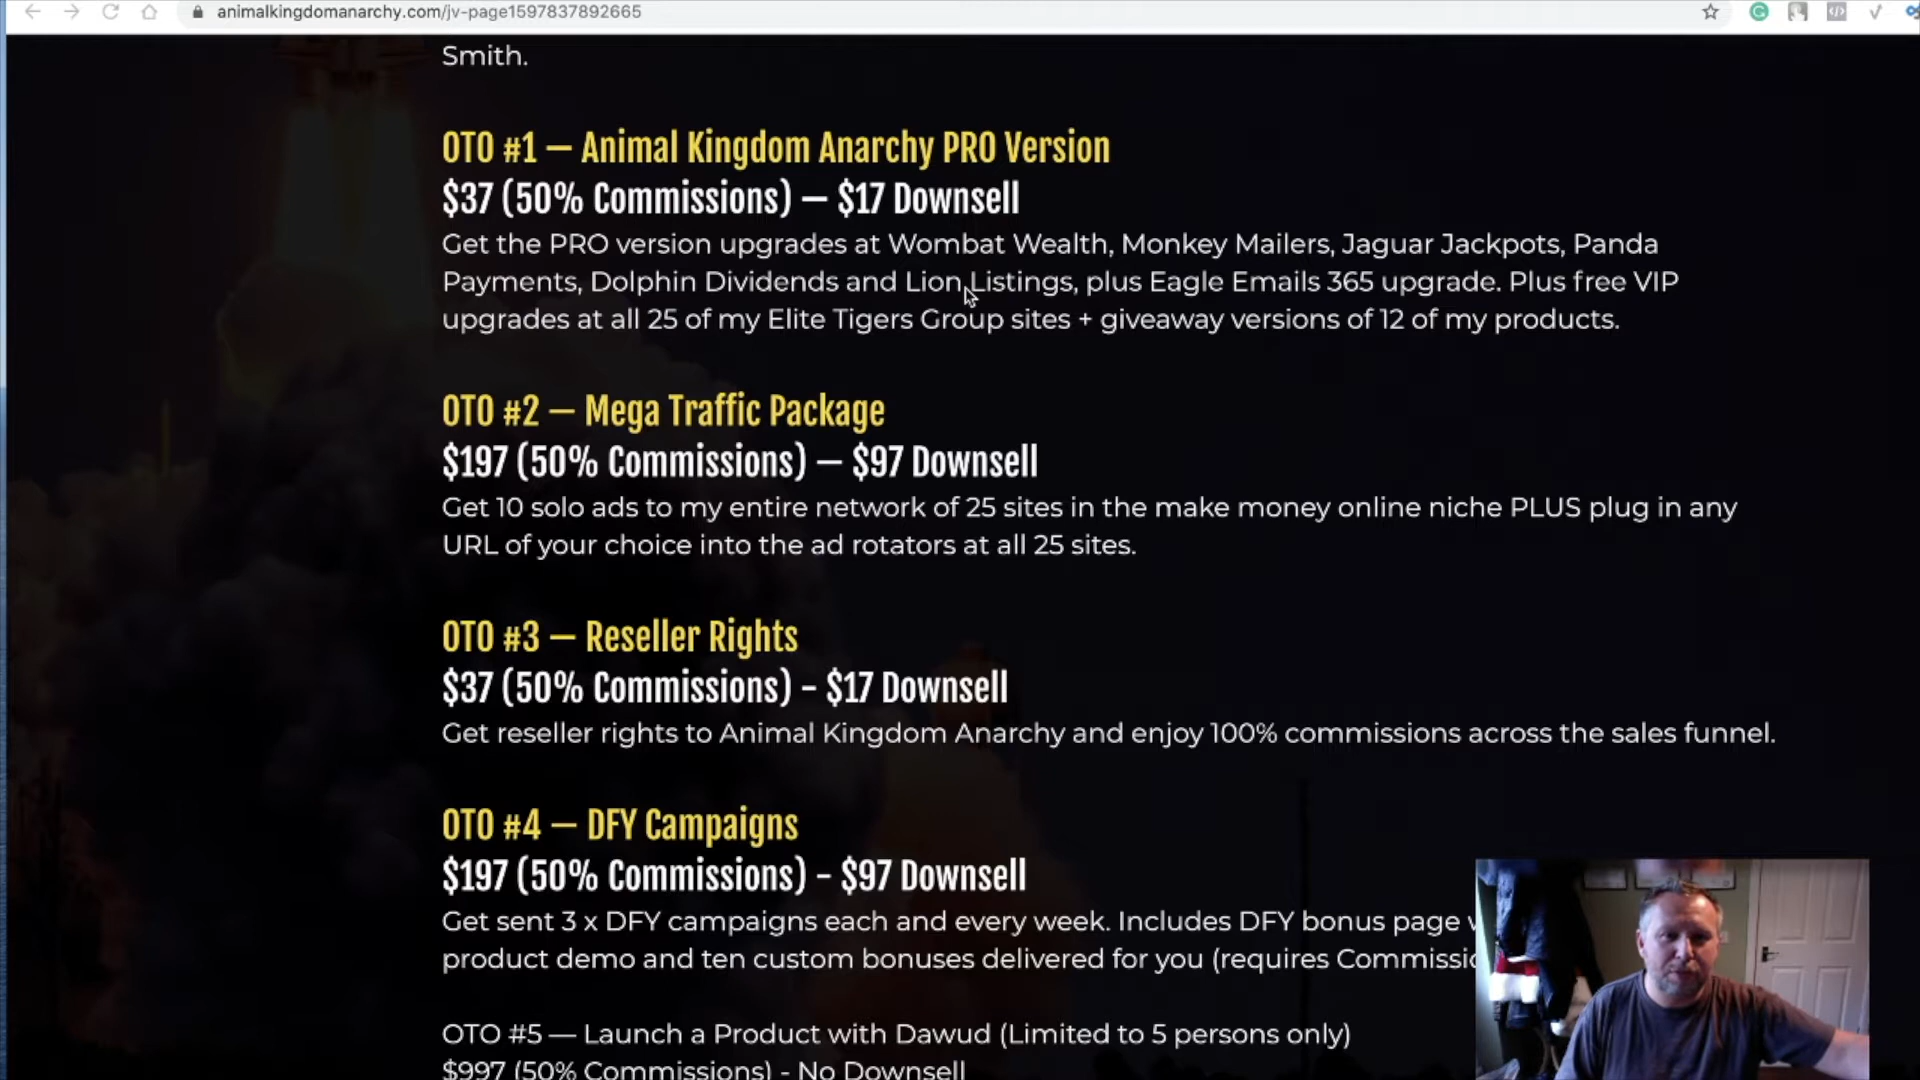 animalkingdomanarchy.com/jv-page1597837892665
Smith.
OTO #1 — Animal Kingdom Anarchy PRO Version
$37 (50% Commissions) — $17 Downsell
Get the PRO version upgrades at Wombat Wealth, Monkey Mailers, Jaguar Jackpots, Panda
Payments, Dolphin Dividends and Lion Listings, plus Eagle Emails 365 upgrade. Plus free VIP
upgrades at all 25 of my Elite Tigers Group sites + giveaway versions of 12 of my products.
OTO #2 — Mega Traffic Package
$197 (50% Commissions) — $97 Downsell
Get 10 solo ads to my entire network of 25 sites in the make money online niche PLUS plug in any
URL of your choice into the ad rotators at all 25 sites.
OTO #3 — Reseller Rights
$37 (50% Commissions) - $17 Downsell
Get reseller rights to Animal Kingdom Anarchy and enjoy 100% commissions across the sales funnel.
OTO #4 — DFY Campaigns
$197 (50% Commissions) - $97 Downsell
Get sent 3 x DFY campaigns each and every week. Includes DFY bonus page
product demo and ten custom bonuses delivered for you (requires
OTO #5 — Launch a Product with Dawud (Limited to 5 persons only)
$997 (50% Commissions) - No Downsell